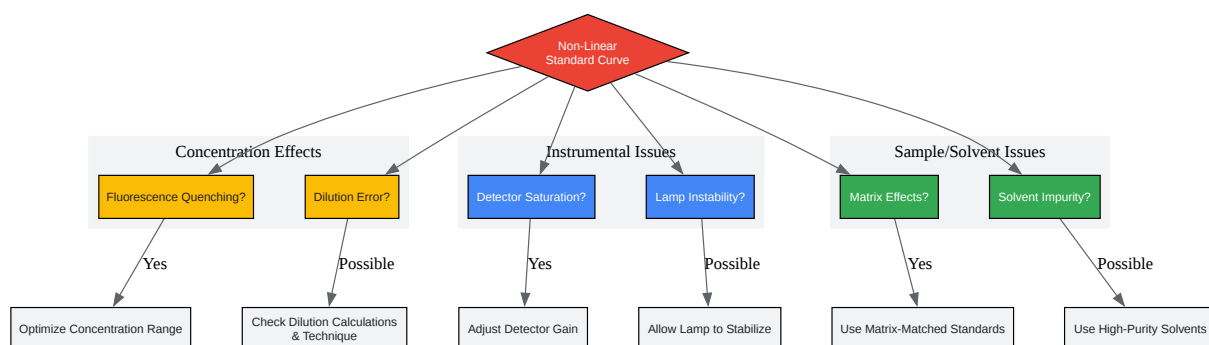 Non-Linear
Standard Curve
Concentration Effects
Instrumental Issues
Sample/Solvent Issues
Fluorescence Quenching?
Dilution Error?
Detector Saturation?
Lamp Instability?
Matrix Effects?
Solvent Impurity?
Yes
Possible
Yes
Possible
Yes
Possible
Optimize Concentration Range
Check Dilution Calculations
& Technique
Adjust Detector Gain
Allow Lamp to Stabilize
Use Matrix-Matched Standards
Use High-Purity Solvents